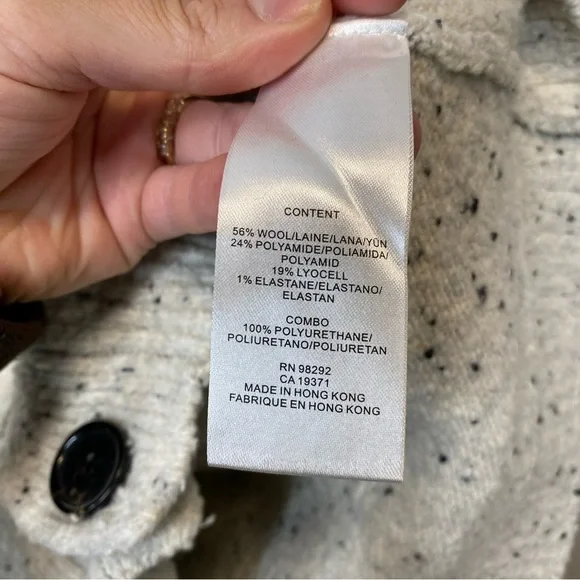 CONTENT
56% WOOL/LAINE/LANA/YÜN
24% POLYAMIDE/POLIAMIDA/
POLYAMID
19% LYOCELL
1% ELASTANE/ELASTANO/
ELASTAN
COMBO
100% POLYURETHANE/
POLIURETANO/POLIURETAN
RN 98292
CA 19371
MADE IN HONG KONG
FABRIQUE EN HONG KONG